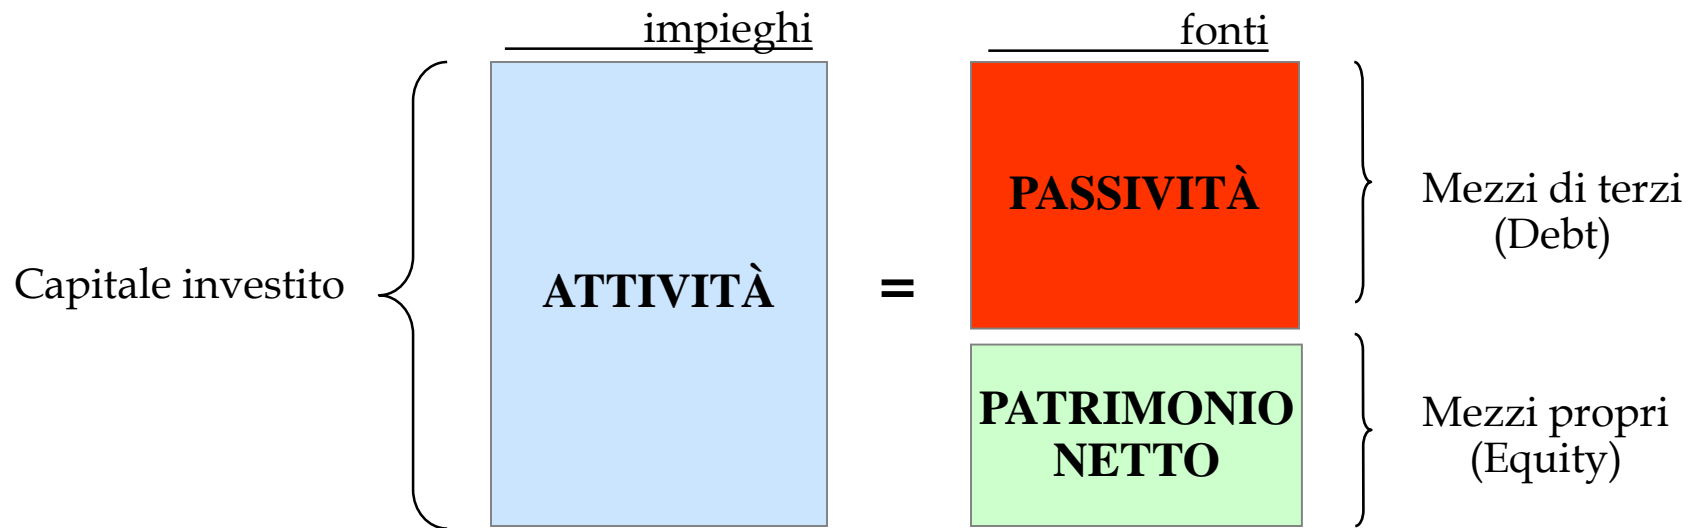 impieghi
fonti
Capitale investito
ATTIVITÀ
=
PASSIVITÀ
Mezzi di terzi
(Debt)
PATRIMONIO
NETTO
Mezzi propri
(Equity)